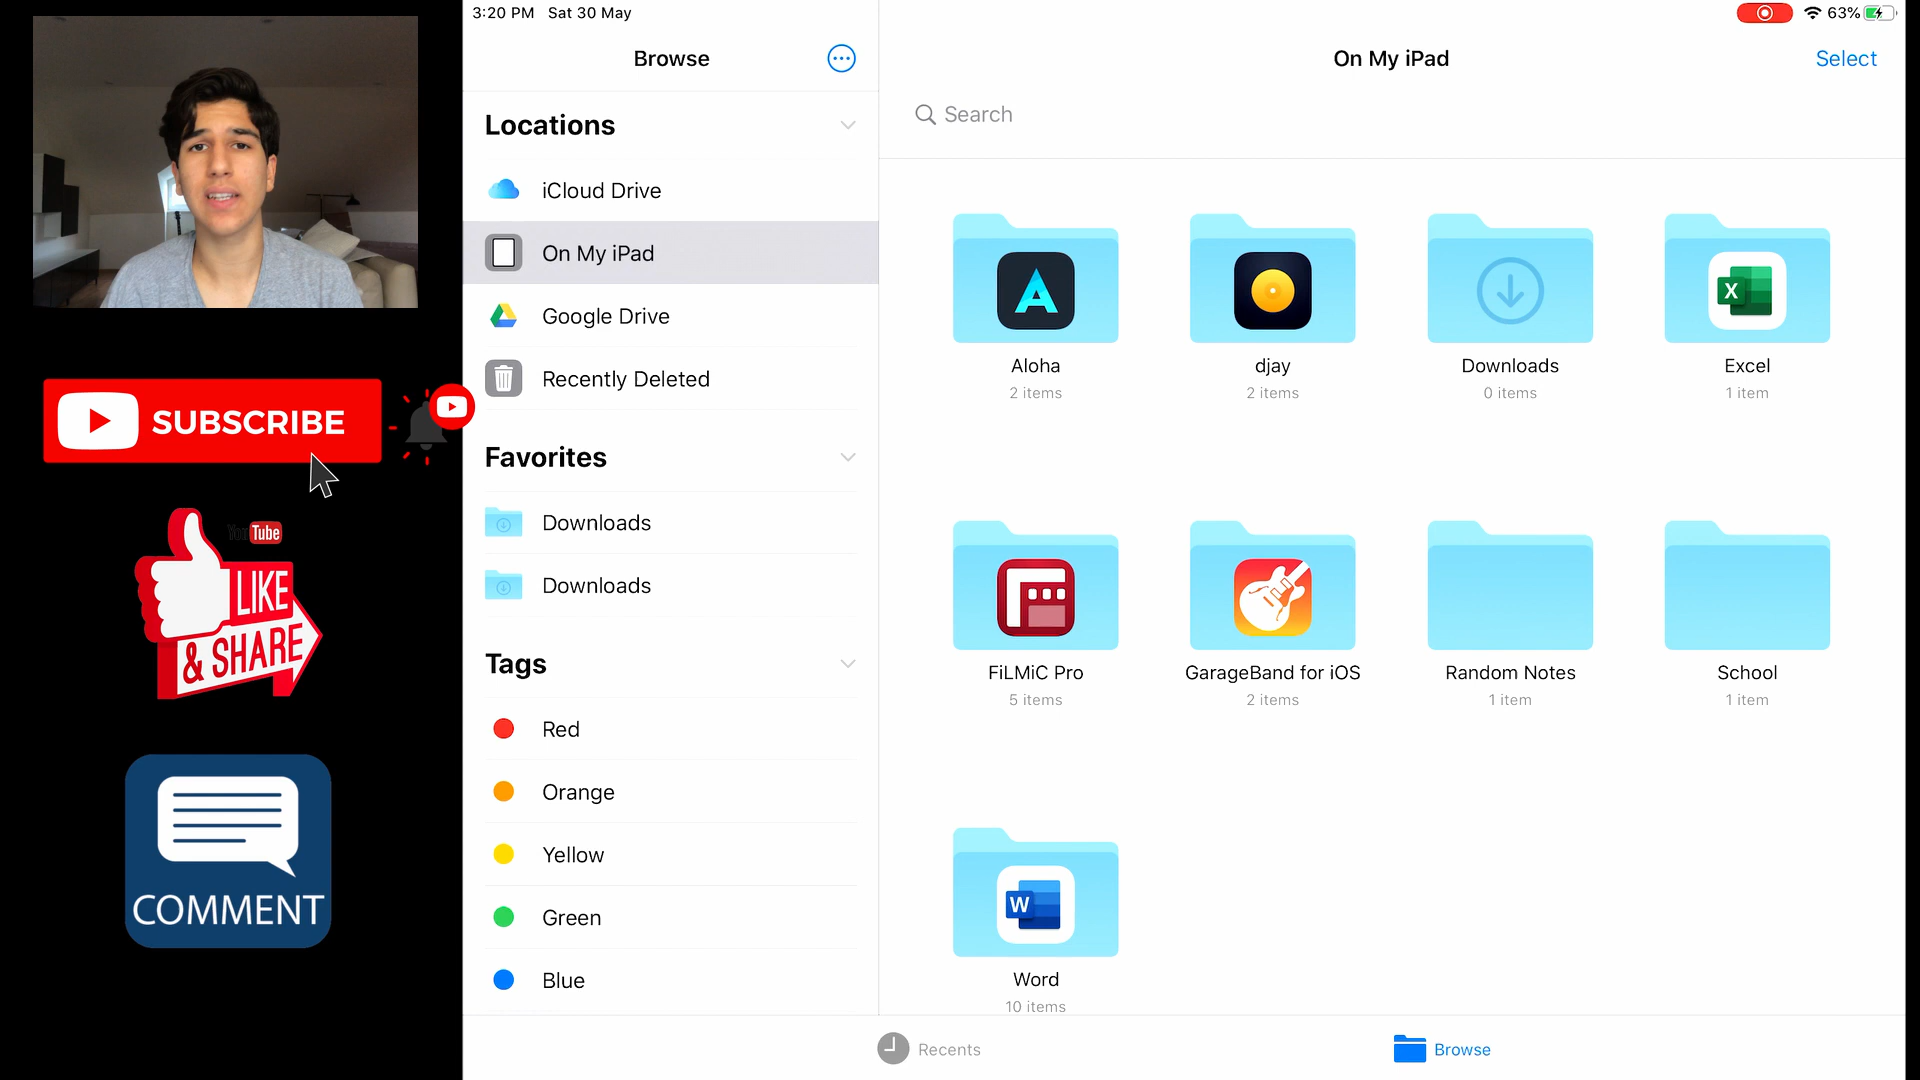 3:20 PM Sat 30 May
63%
Browse
On My iPad
Select
Search
Locations
iCloud Drive
On My iPad
Google Drive
Recently Deleted
Favorites
Downloads
Downloads
Tags
Red
Orange
Yellow
Green
Blue
Aloha
2 items
djay
2 items
Downloads
0 items
X
Excel
1 item
FiLMiC Pro
5 items
GarageBand for iOS
2 items
Random Notes
1 item
School
1 item
W
Word
10 items
Recents
Browse
SUBSCRIBE
YouTube
LIKE
& SHARE
COMMENT